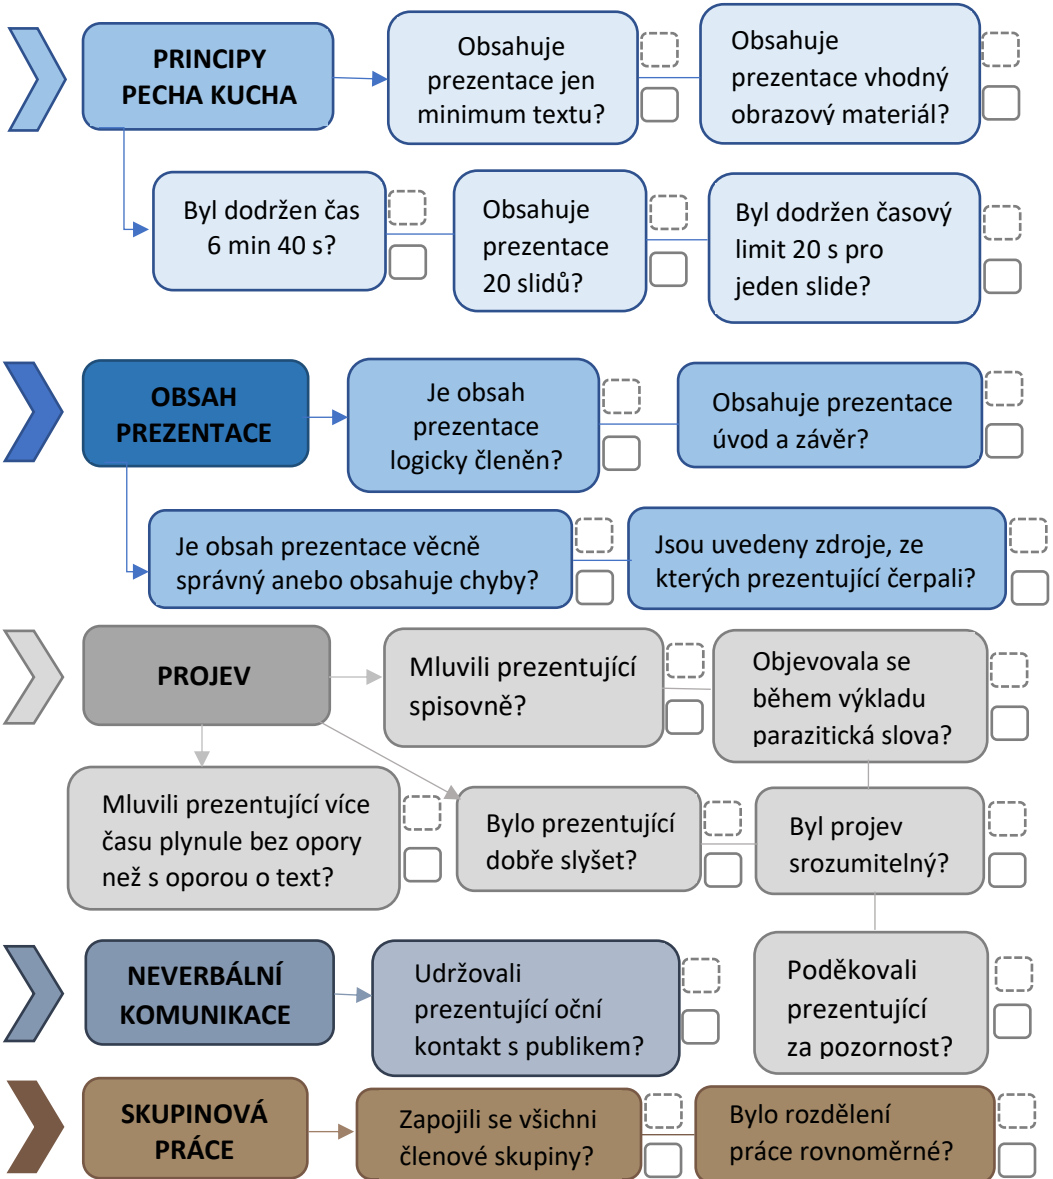 PRINCIPY
PECHA KUCHA
Obsahuje
prezentace jen
minimum textu?
Obsahuje
prezentace vhodný
obrazový materiál?
Byl dodržen čas
6 min 40 s?
Obsahuje
prezentace
20 slidů?
Byl dodržen časový
limit 20 s pro
jeden slide?
OBSAH
PREZENTACE
Je obsah
prezentace
logicky členěn?
Obsahuje prezentace
úvod a závěr?
Je obsah prezentace věcně
správný anebo obsahuje chyby?
Jsou uvedeny zdroje, ze
kterých prezentující čerpali?
PROJEV
Mluvili prezentující
spisovně?
Objevovala se
během výkladu
parazitická slova?
Mluvili prezentující více
času plynule bez opory
než s oporou o text?
Bylo prezentující
dobře slyšet?
Byl projev
srozumitelný?
NEVERBÁLNÍ
KOMUNIKACE
Udržovali
prezentující oční
kontakt s publikem?
Poděkovali
prezentující
za pozornost?
SKUPINOVÁ
PRÁCE
Zapojili se všichni
členové skupiny?
Bylo rozdělení
práce rovnoměrné?